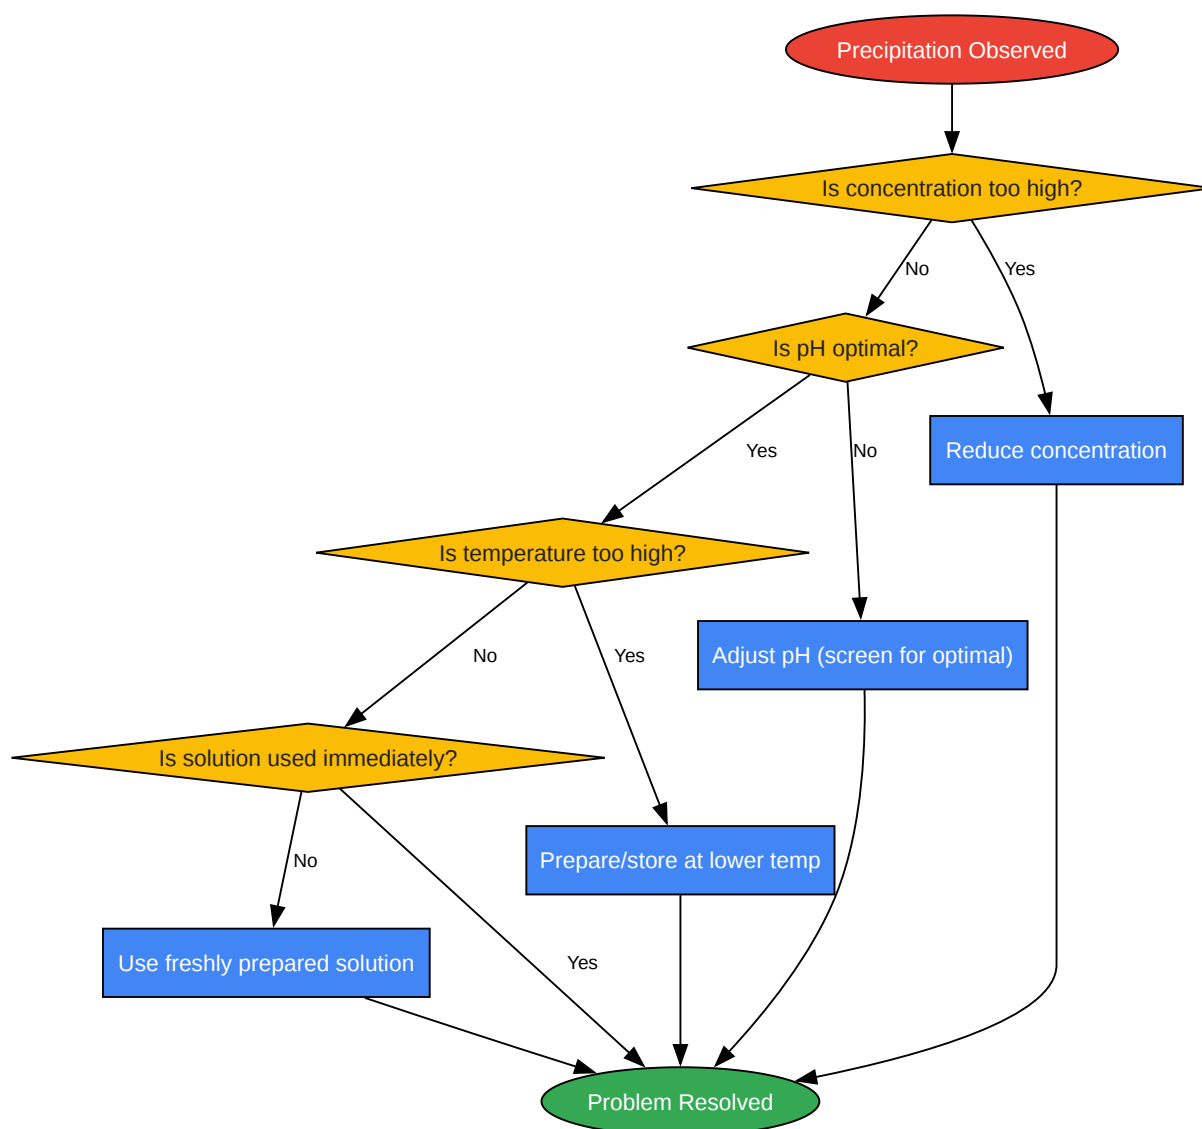 Precipitation Observed
Is concentration too high?
No
Yes
Is pH optimal?
Yes
No
Reduce concentration
Is temperature too high?
No
Yes
Adjust pH (screen for optimal)
Is solution used immediately?
No
Prepare/store at lower temp
Use freshly prepared solution
Yes
Problem Resolved